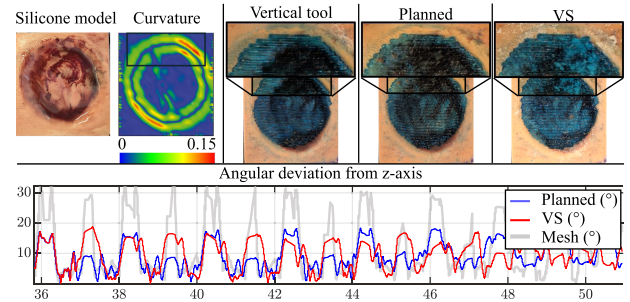 Silicone model
Curvature
Vertical tool
Planned
VS
0
0.15
Angular deviation from z-axis
30
20
10
Planned (°)
VS (°)
Mesh (°)
36
38
40
42
44
46
48
50